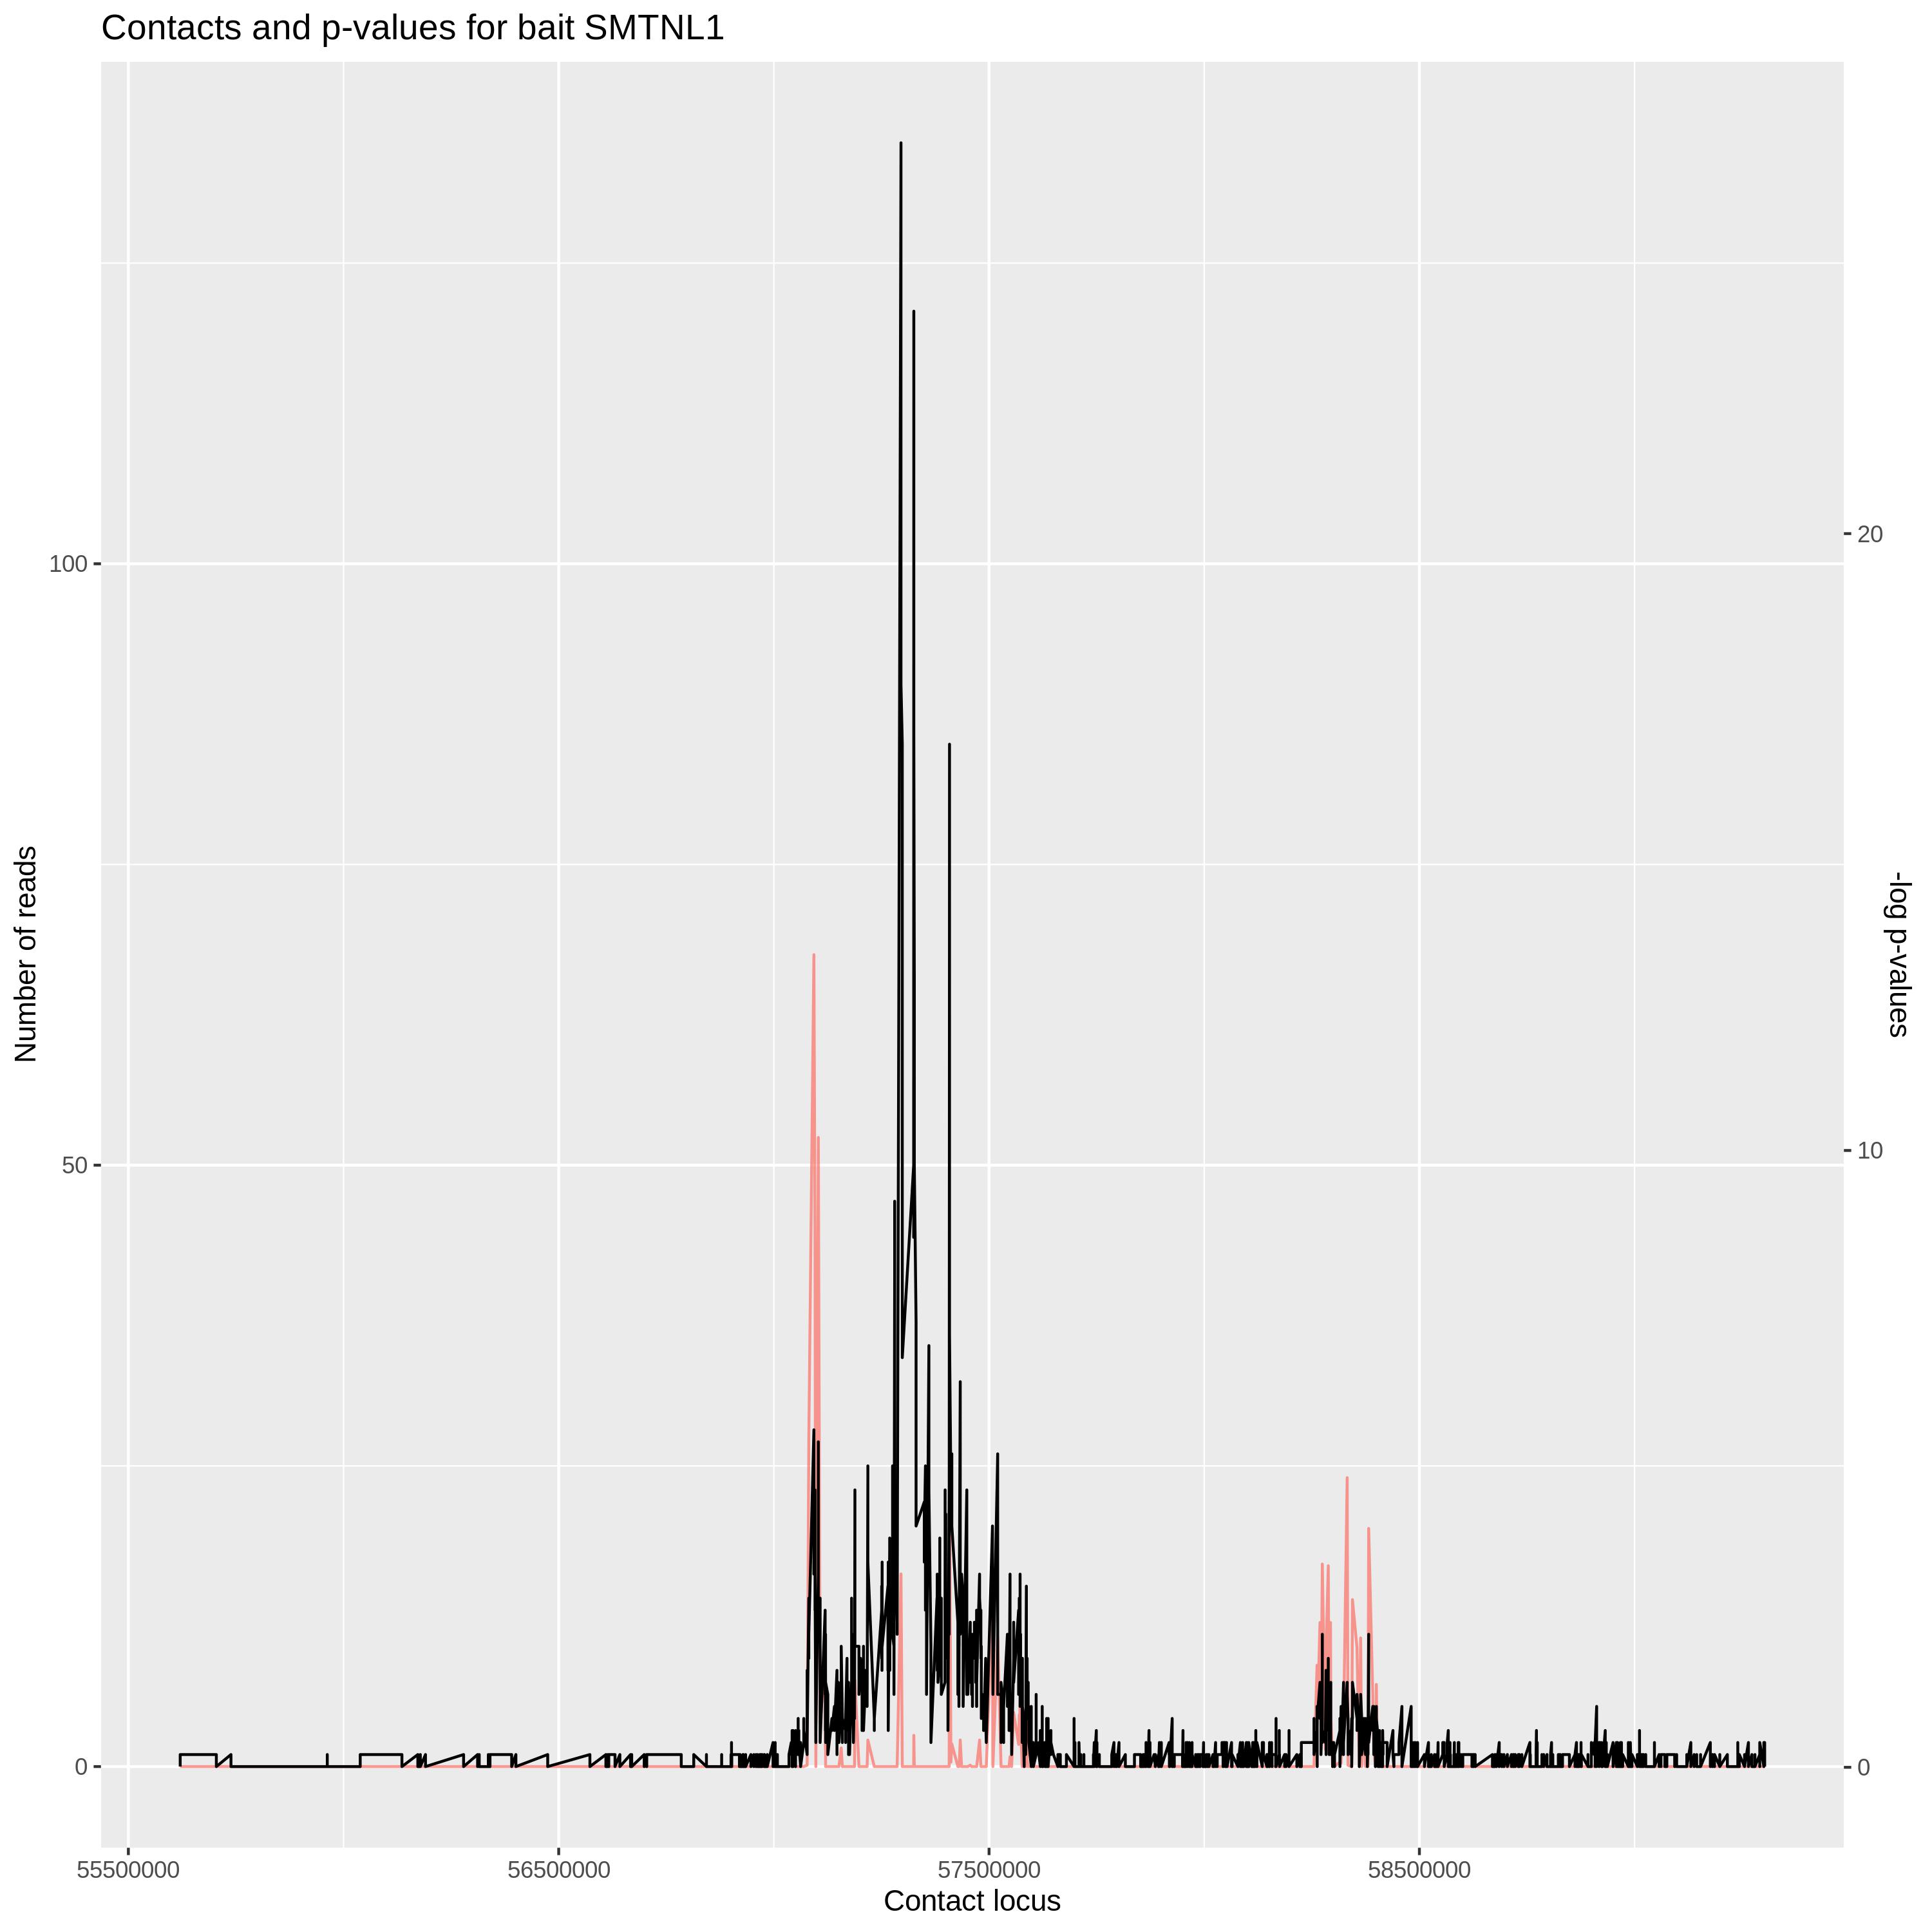 Contacts and p-values for bait SMTNL1
100
50
0
Number of reads
20
10
0
-log p-values
55500000
56500000
57500000
58500000
Contact locus